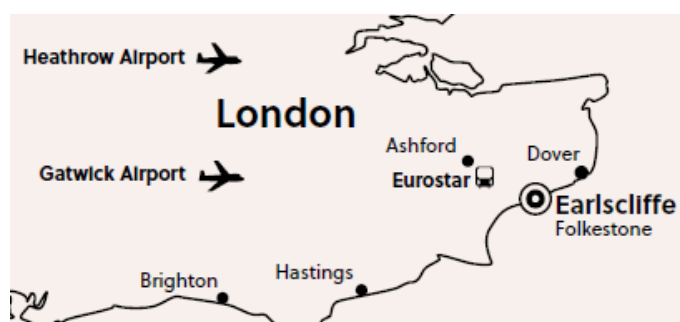 Heathrow Airport
London
Ashford
Dover
Gatwick Airport
Eurostar
Earlscliffe
Folkestone
Hastings
Brighton